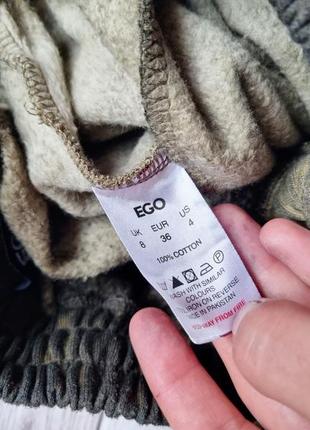 EGO
UK EUR US
8 36 4
100% COTTON
WASH WITH SIMILAR
COLOURS
IRON ON REVERSE
MADE IN PAKISTAN
KEEP AWAY FROM FIRE